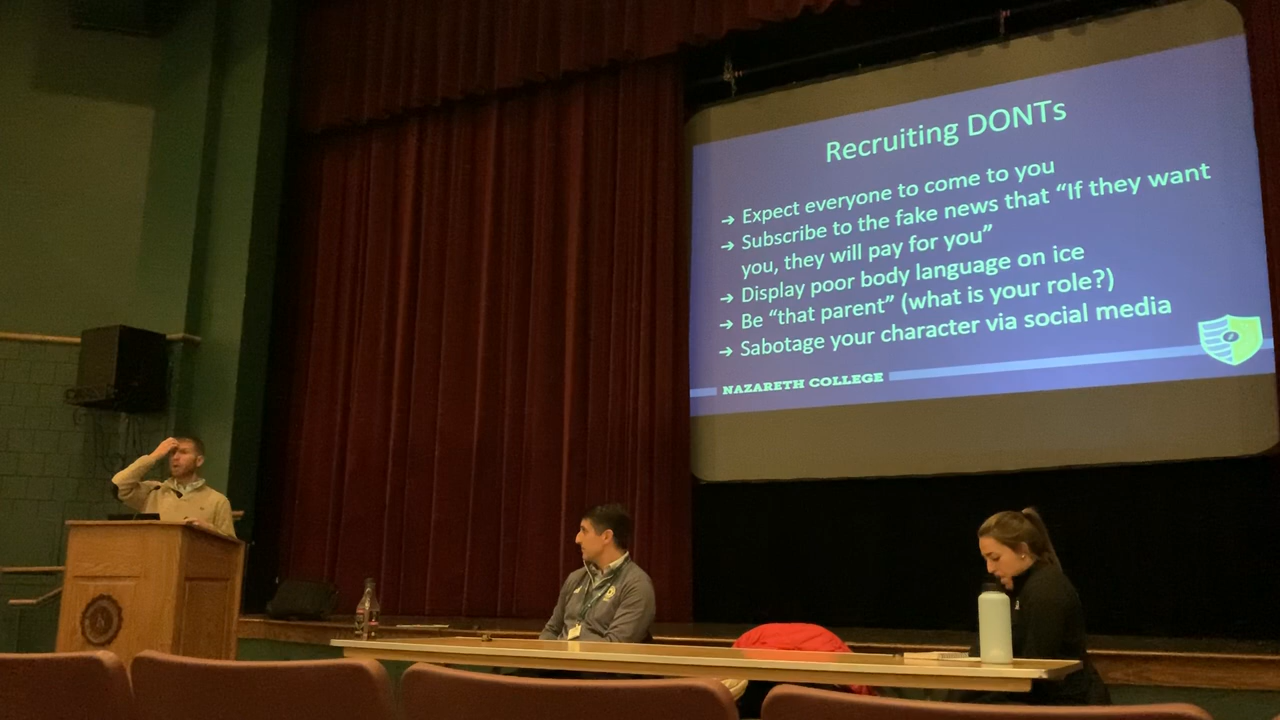 Recruiting DONTs
➔ Expect everyone to come to you
➔ Subscribe to the fake news that “If they want
you, they will pay for you”
➔ Display poor body language on ice
➔ Be “that parent” (what is your role?)
➔ Sabotage your character via social media
NAZARETH COLLEGE